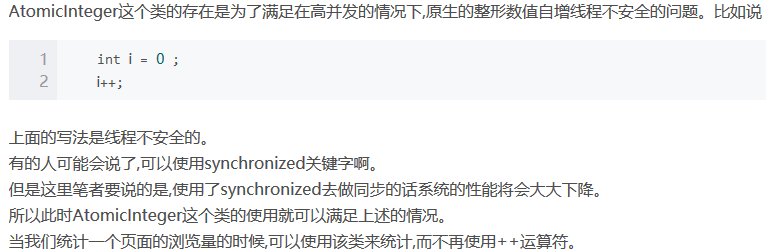 AtomicInteger这个类的存在是为了满足在高并发的情况下,原生的整形数值自增线程不安全的问题。比如说
1 int i = 0 ;
2 i++;
上面的写法是线程不安全的。
有的人可能会说了,可以使用synchronized关键字啊。
但是这里笔者要说的是,使用了synchronized去做同步的话系统的性能将会大大下降。
所以此时AtomicInteger这个类的使用就可以满足上述的情况。
当我们统计一个页面的浏览量的时候,可以使用该类来统计,而不再使用++运算符。